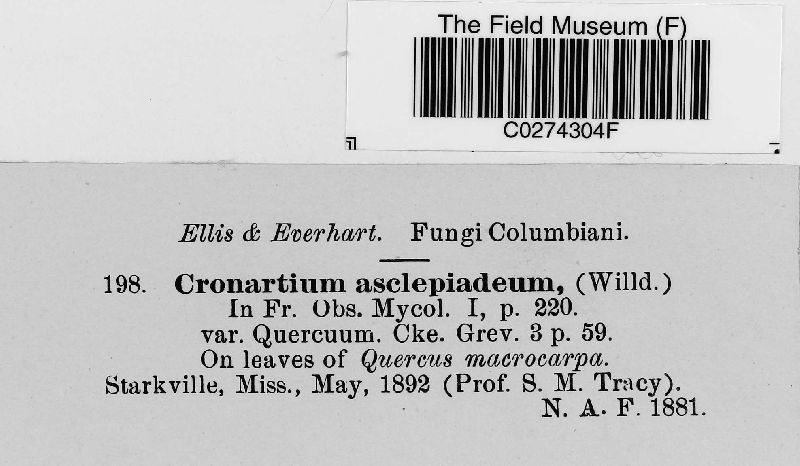 The Field Museum (F)
C0274304F
Ellis & Everhart. Fungi Columbiani.
198. Cronartium asclepiadeum, (Willd.)
In Fr. Obs. Mycol. I, p. 220.
var. Quercuum. Cke. Grev. 3 p. 59.
On leaves of Quercus macrocarpa.
Starkville, Miss., May, 1892 (Prof. S. M. Tracy).
N. A. F. 1881.